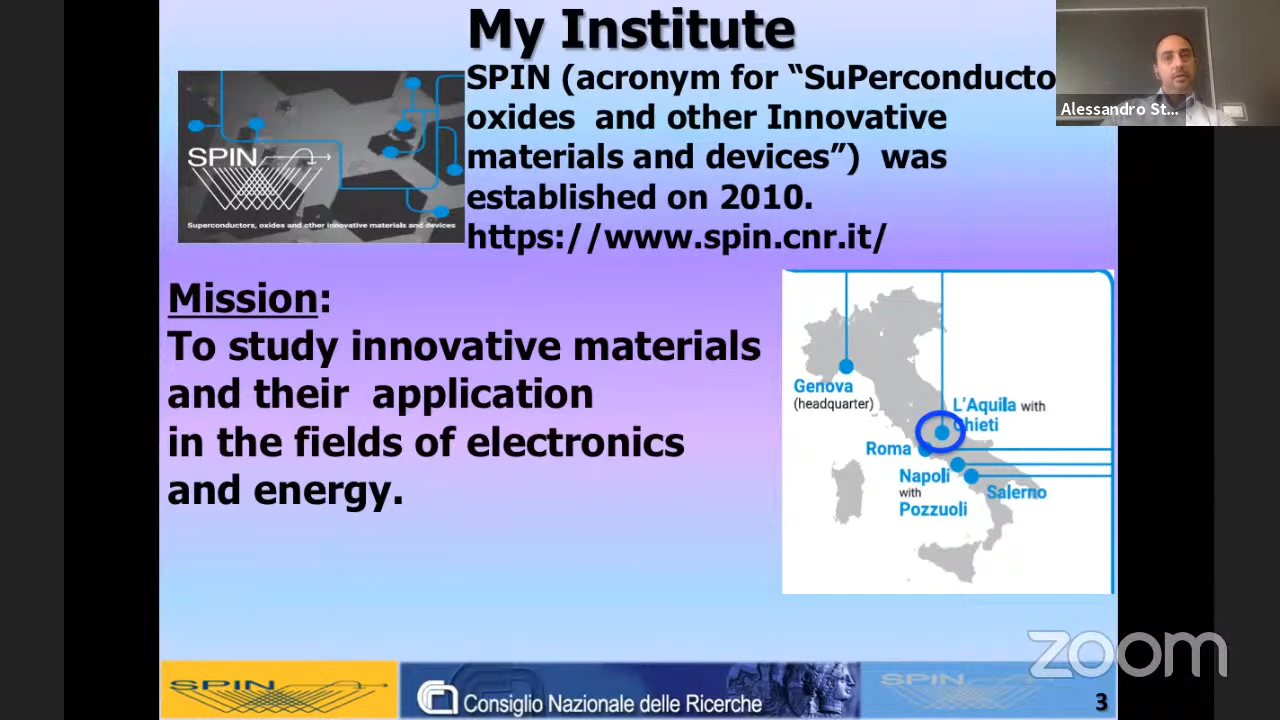 My Institute
SPIN (acronym for “SuPerconducto
oxides and other Innovative
materials and devices”) was
established on 2010.
https://www.spin.cnr.it/
Alessandro St...
SPIN
Superconductors, oxides and other innovative materials and devices
Mission:
To study innovative materials
and their application
in the fields of electronics
and energy.
Genova
(headquarter)
L'Aquila with
Chieti
Roma
Napoli
with
Pozzuoli
Salerno
zoom
SPIN
Consiglio Nazionale delle Ricerche
SPIN
3